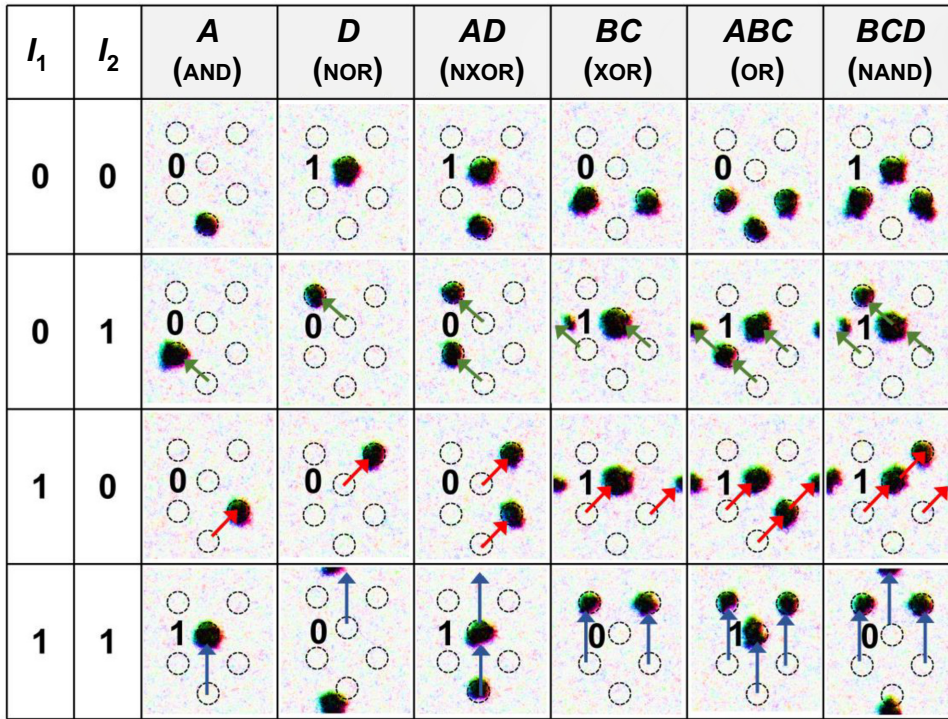 I1 I2 A (AND) D (NOR) AD (NXOR) BC (XOR) ABC (OR) BCD (NAND)
0 0 0 1 1 0 0 1
0 1 0 0 0 1 1 1
1 0 0 0 0 1 1 1
1 1 1 0 1 0 1 0